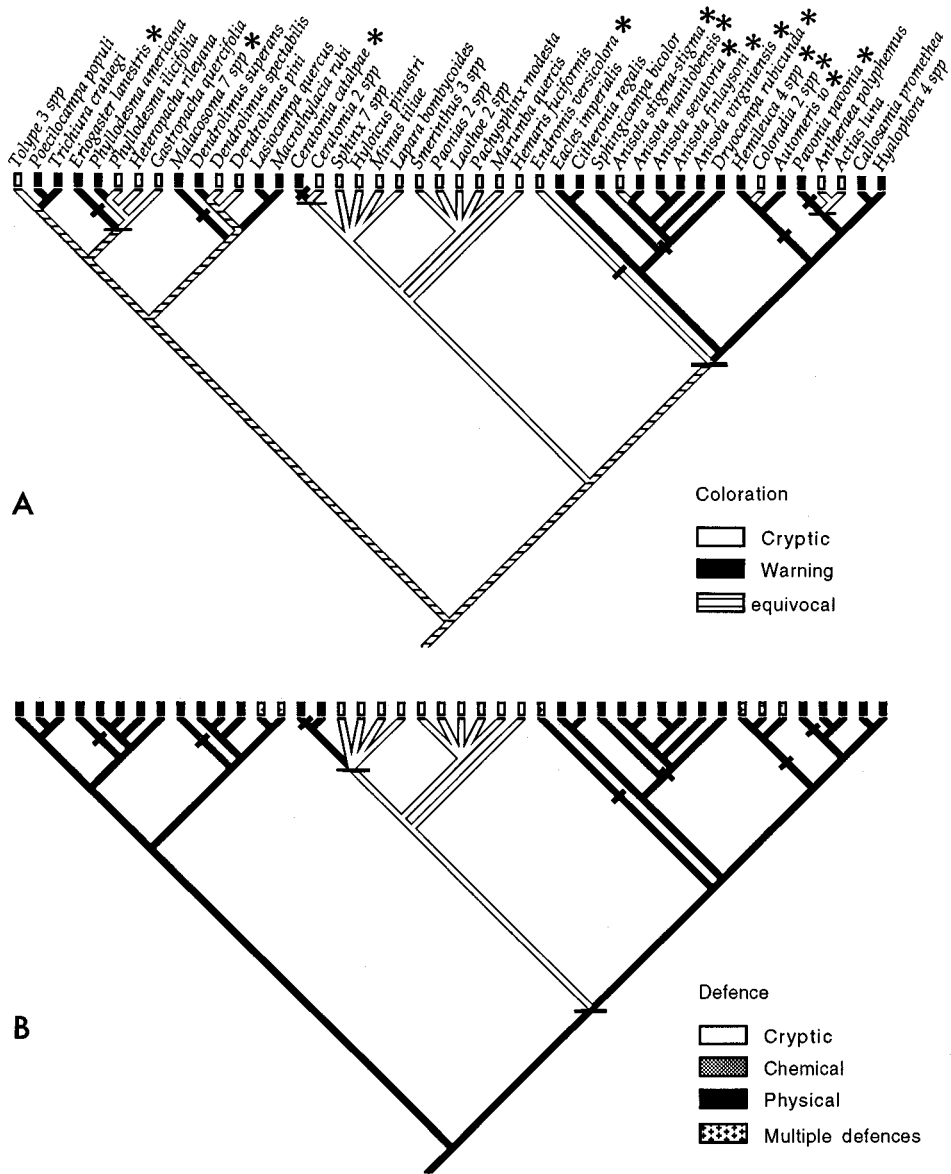 Tolype 3 spp
Poecilocampa populi
Trichiura crataegi
Eriogaster lanestris *
Phyllodesma americana
Phyllodesma ilicifolia
Heteropacha rileyana
Gastropacha quercifolia
Malacosoma 7 spp *
Dendrolimus superans
Dendrolimus spectabilis
Dendrolimus pini
Lasiocampa quercus
Macrothylacia rubi
Ceratomia catalpae *
Ceratomia 2 spp
Sphinx 7 spp
Hyloicus pinastri
Mimas tiliae
Lapara bombycoides
Smerinthus 3 spp
Paonias 2 spp
Laothoe 2 spp
Pachysphinx modesta
Marumba quercis
Hemaris fuciformis
Endromis versicolora *
Eacles imperialis
Citheronia regalis
Sphingicampa bicolor
Anisota stigma-stigma *
Anisota manitobensis *
Anisota senatoria *
Anisota finlaysoni *
Anisota virginiensis *
Dryocampa rubicunda *
Hemileuca 4 spp *
Coloradia 2 spp *
Automeris io *
Pavonia pavonia *
Antheraea polyphemus
Actias luna
Callosamia promethea
Hyalophora 4 spp
A
Coloration
Cryptic
Warning
equivocal
B
Defence
Cryptic
Chemical
Physical
Multiple defences